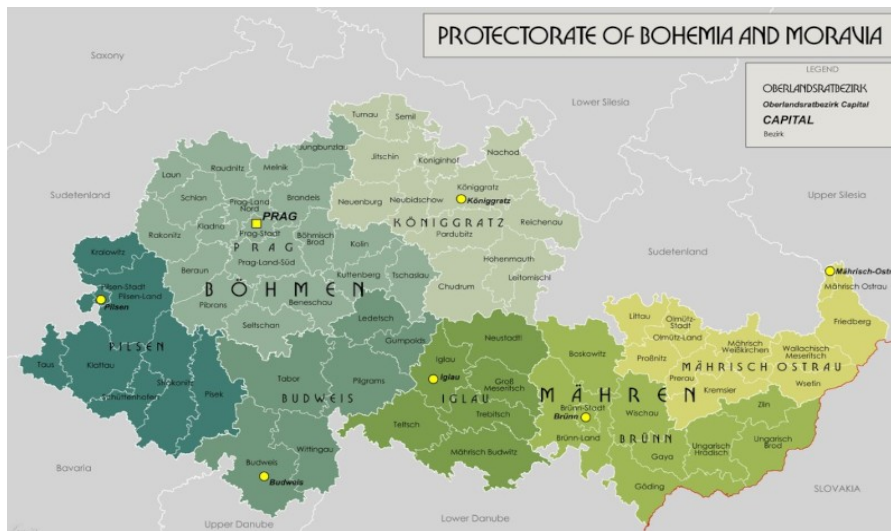 PROTECTORATE OF BOHEMIA AND MORAVIA
LEGEND
OBERLANDSRATBEZIRK
Oberlandsratbezirk Capital
CAPITAL
Bezirk
Saxony
Lower Silesia
Sudetenland
Upper Silesia
Turnau
Semil
Jungbunzlau
Jitschin
Koniginhof
Nachod
Laun
Raudnitz
Melnik
Schlan
Brandeis
Neuenburg
Neubidschow
Königgratz
Königgratz
Prag-Land
Nord
PRAG
Kladno
Prag-Stadt
Rakonitz
PRAG
Böhmisch
Brod
KÖNIGGRATZ
Pardubitz
Reichenau
Kolin
Prag-Land-Süd
Beraun
Kuttenberg
Tschaslau
Hohenmauth
Leitomischl
Sudetenland
Kralowitz
BÖHMEN
Pibrans
Beneschau
Chudrum
Pilsen-Stadt
Pilsen-Land
Pilsen
Seltschan
Ledetsch
Gumpolds
PILSEN
Taus
Klattau
Strakonitz
Schüttenhofen
Pisek
Tabor
Pilgrams
BUDWEIS
Budweis
Wittingau
Budweis
Iglau
Neustadtl
Iglau
Groß
Meseritsch
IGLAU
Trebitsch
Teltsch
Mährisch Budwitz
Boskowitz
MÄHREN
Brünn-Stadt
Brünn
Brünn-Land
Wischau
BRÜNN
Gaya
Göding
Zlin
Ungarisch
Hradisch
Ungarisch
Brod
Littau
Olmütz-
Stadt
Olmütz-Land
Proßnitz
Mährisch
Weißkirchen
Wallachisch
Meseritsch
MÄHRISCH OSTRAU
Prerau
Kremsier
Wsetin
Mährisch-Ostrau
Mährisch Ostrau
Friedberg
Bavaria
Upper Danube
Lower Danube
SLOVAKIA